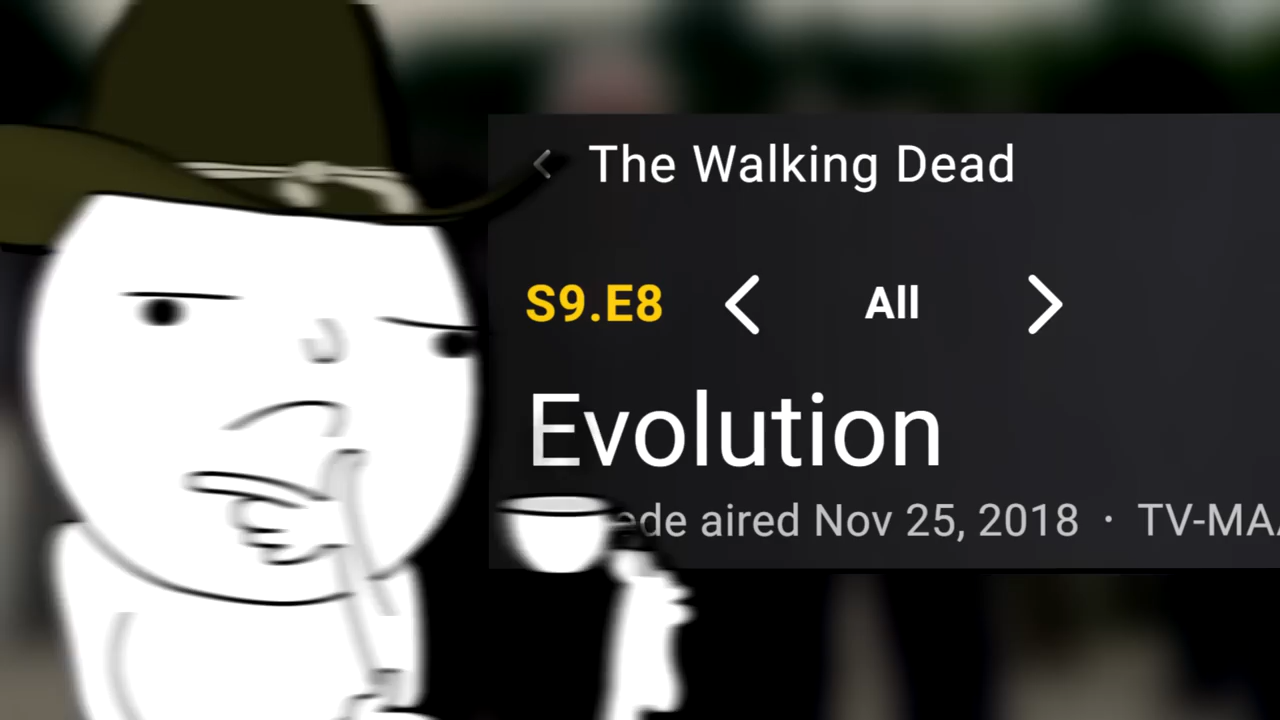 The Walking Dead
S9.E8
All
Evolution
aired Nov 25, 2018 · TV-MA